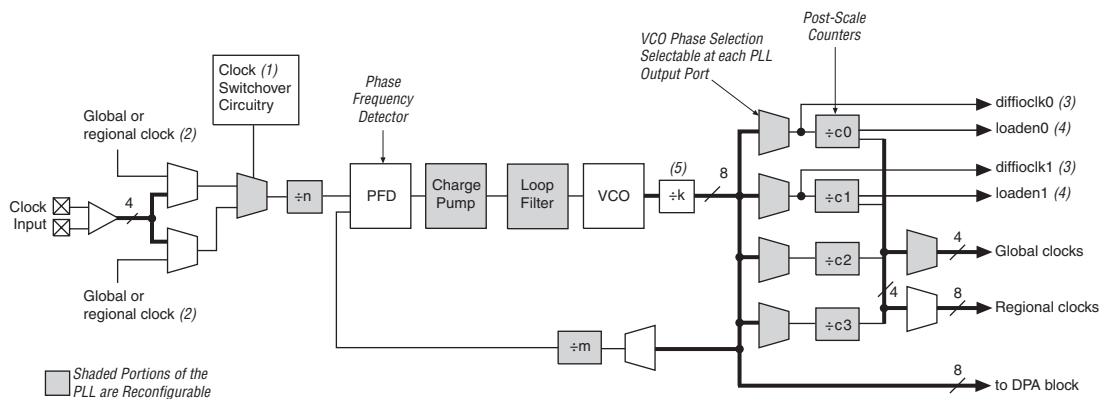 Post-Scale
Counters
VCO Phase Selection
Selectable at each PLL
Output Port
Clock (1)
Switchover
Circuitry
Phase
Frequency
Detector
Global or
regional clock (2)
diffioclk0 (3)
loaden0 (4)
÷c0
diffioclk1 (3)
loaden1 (4)
÷c1
(5)
8
÷n
PFD
Charge
Pump
Loop
Filter
VCO
÷k
Clock
Input
4
÷c2
4
Global clocks
Global or
regional clock (2)
4
8
Regional clocks
÷c3
÷m
Shaded Portions of the
PLL are Reconfigurable
8
to DPA block